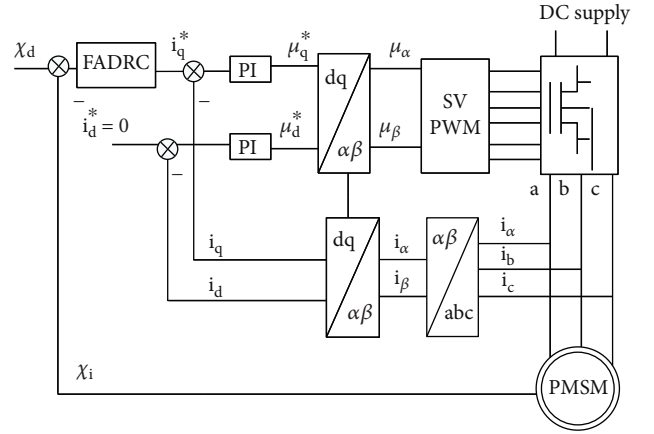 DC supply
χd
FADRC
i*q
PI
μ*q
dq
αβ
μα
SV
PWM
–
–
i*d = 0
PI
μ*d
μβ
–
a
b
c
iq
dq
αβ
iα
αβ
abc
iα
ib
id
iβ
ic
χi
PMSM